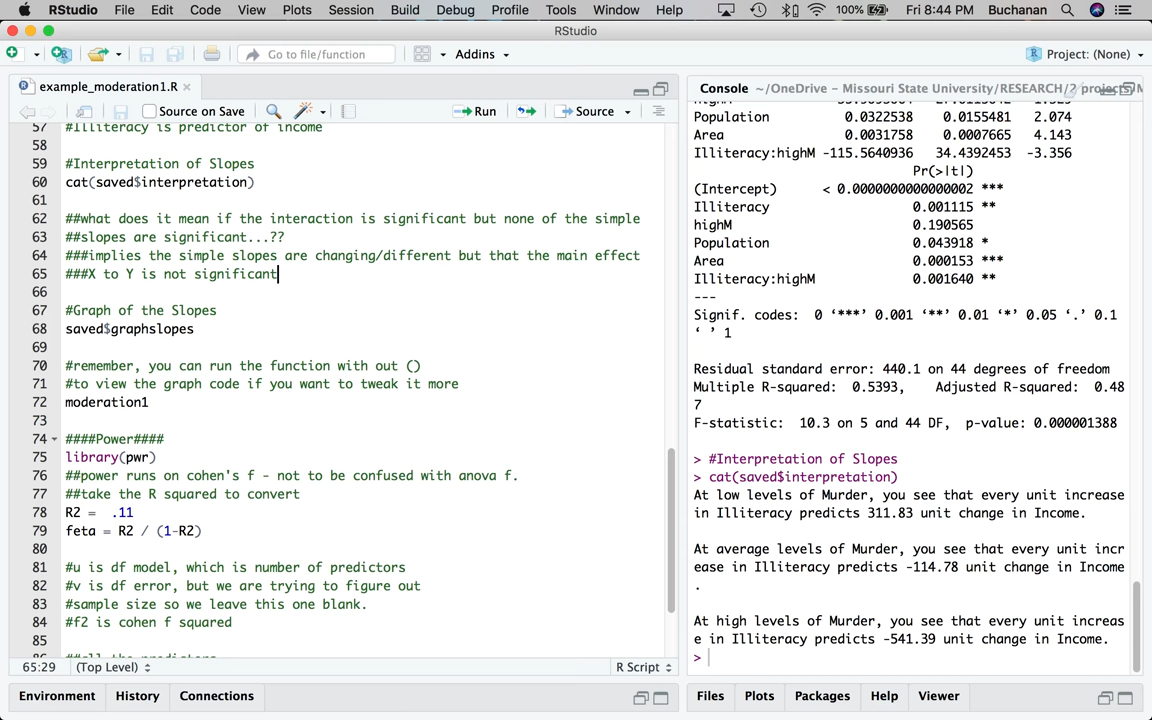 RStudio File Edit Code View Plots Session Build Debug Profile Tools Window Help 100% Fri 8:44 PM Buchanan
RStudio
Go to file/function Addins Project: (None)
example_moderation1.R
Source on Save Run Source
57 #Illiteracy is predictor of income
58
59 #Interpretation of Slopes
60 cat(saved$interpretation)
61
62 ##what does it mean if the interaction is significant but none of the simple
63 ##slopes are significant...??
64 ###implies the simple slopes are changing/different but that the main effect
65 ###X to Y is not significant
66
67 #Graph of the Slopes
68 saved$graphslopes
69
70 #remember, you can run the function with out ()
71 #to view the graph code if you want to tweak it more
72 moderation1
73
74 ####Power####
75 library(pwr)
76 ##power runs on cohen's f - not to be confused with anova f.
77 ##take the R squared to convert
78 R2 =  .11
79 feta = R2 / (1-R2)
80
81 #u is df model, which is number of predictors
82 #v is df error, but we are trying to figure out
83 #sample size so we leave this one blank.
84 #f2 is cohen f squared
85
86 ##all the predictors
65:29 (Top Level) R Script
Environment History Connections
Console ~/OneDrive - Missouri State University/RESEARCH/2 projects/M
highM
Population 0.0322538 0.0155481 2.074
Area 0.0031758 0.0007665 4.143
Illiteracy:highM -115.5640936 34.4392453 -3.356
Pr(>|t|)
(Intercept) < 0.0000000000000002 ***
Illiteracy 0.001115 **
highM 0.190565
Population 0.043918 *
Area 0.000153 ***
Illiteracy:highM 0.001640 **
---
Signif. codes:  0 ‘***’ 0.001 ‘**’ 0.01 ‘*’ 0.05 ‘.’ 0.1
‘ ’ 1
Residual standard error: 440.1 on 44 degrees of freedom
Multiple R-squared:  0.5393,    Adjusted R-squared:  0.48
7
F-statistic:  10.3 on 5 and 44 DF,  p-value: 0.000001388
> #Interpretation of Slopes
> cat(saved$interpretation)
At low levels of Murder, you see that every unit increase
in Illiteracy predicts 311.83 unit change in Income.
At average levels of Murder, you see that every unit incr
ease in Illiteracy predicts -114.78 unit change in Income
.
At high levels of Murder, you see that every unit increas
e in Illiteracy predicts -541.39 unit change in Income.
>
Files Plots Packages Help Viewer